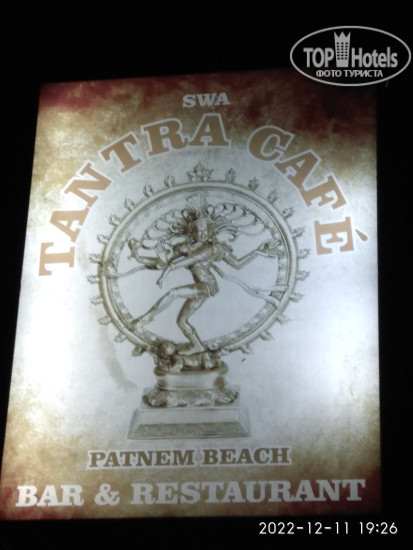 TOP Hotels
ФОТО ТУРИСТА
SWA
TANTRA CAFÉ
PATNEM BEACH
BAR & RESTAURANT
2022-12-11 19:26